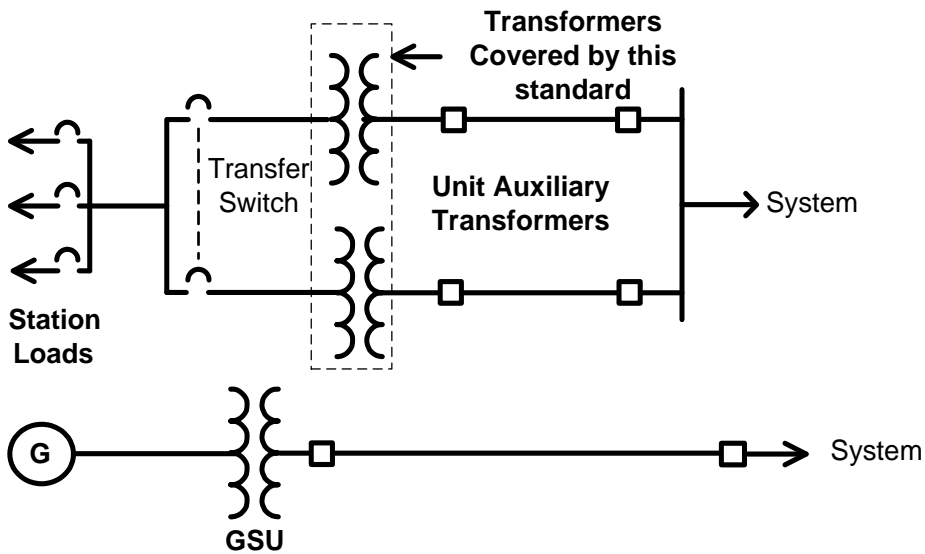 Transformers
Covered by this
standard
Transfer
Switch
Unit Auxiliary
Transformers
System
Station
Loads
G
System
GSU